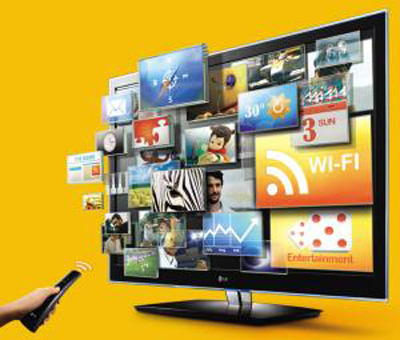 30°
3
SUN
WI-FI
Entertainment
LG